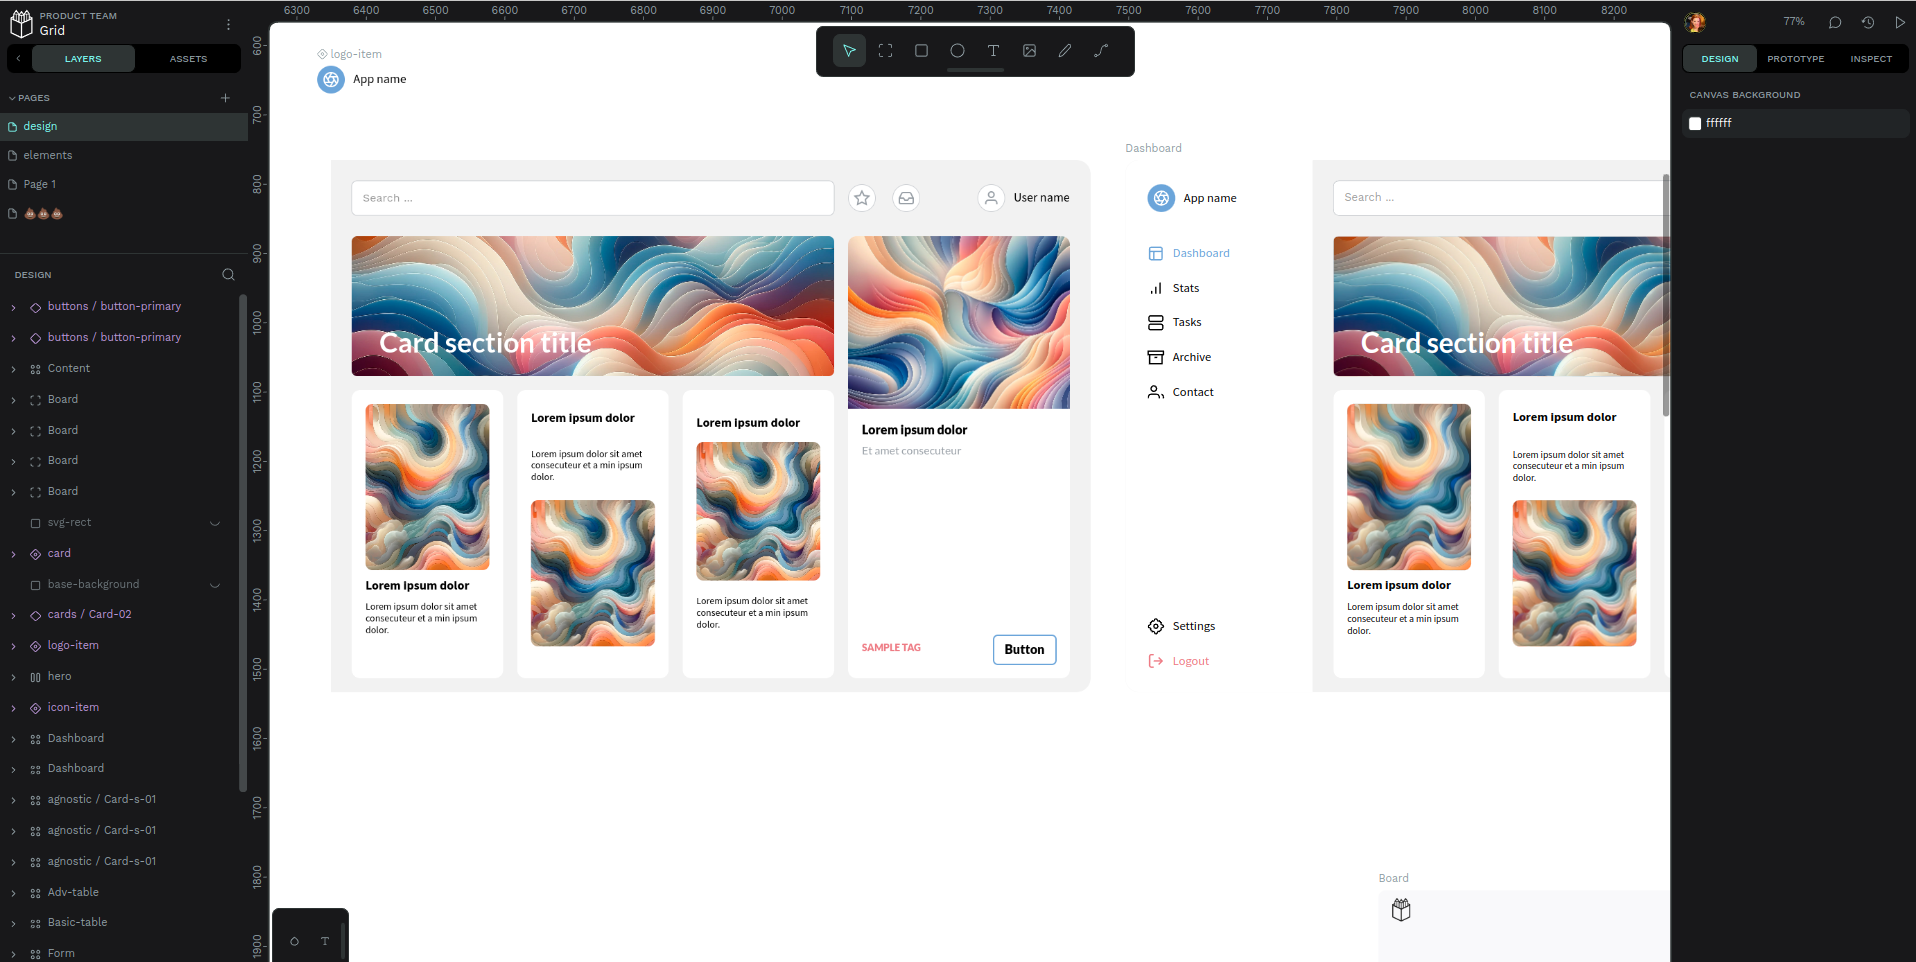 PRODUCT TEAM
Grid
LAYERS
ASSETS
PAGES
design
elements
Page 1
DESIGN
buttons / button-primary
buttons / button-primary
Content
Board
Board
Board
Board
svg-rect
card
base-background
cards / Card-02
logo-item
hero
icon-item
Dashboard
Dashboard
agnostic / Card-s-01
agnostic / Card-s-01
agnostic / Card-s-01
Adv-table
Basic-table
Form
6300 6400 6500 6600 6700 6800 6900 7000 7100 7200 7300 7400 7500 7600 7700 7800 7900 8000 8100 8200
600
700
800
900
1000
1100
1200
1300
1400
1500
1600
1700
1800
1900
logo-item
App name
Search ...
User name
Card section title
Lorem ipsum dolor
Lorem ipsum dolor sit amet
consecuteur et a min ipsum
dolor.
Lorem ipsum dolor
Lorem ipsum dolor sit amet
consecuteur et a min ipsum
dolor.
Lorem ipsum dolor
Lorem ipsum dolor sit amet
consecuteur et a min ipsum
dolor.
Lorem ipsum dolor
Et amet consecuteur
SAMPLE TAG
Button
Dashboard
App name
Dashboard
Stats
Tasks
Archive
Contact
Settings
Logout
Search ...
Card section title
Lorem ipsum dolor
Lorem ipsum dolor sit amet
consecuteur et a min ipsum
dolor.
Lorem ipsum dolor
Lorem ipsum dolor sit amet
consecuteur et a min ipsum
dolor.
Board
77%
DESIGN
PROTOTYPE
INSPECT
CANVAS BACKGROUND
ffffff